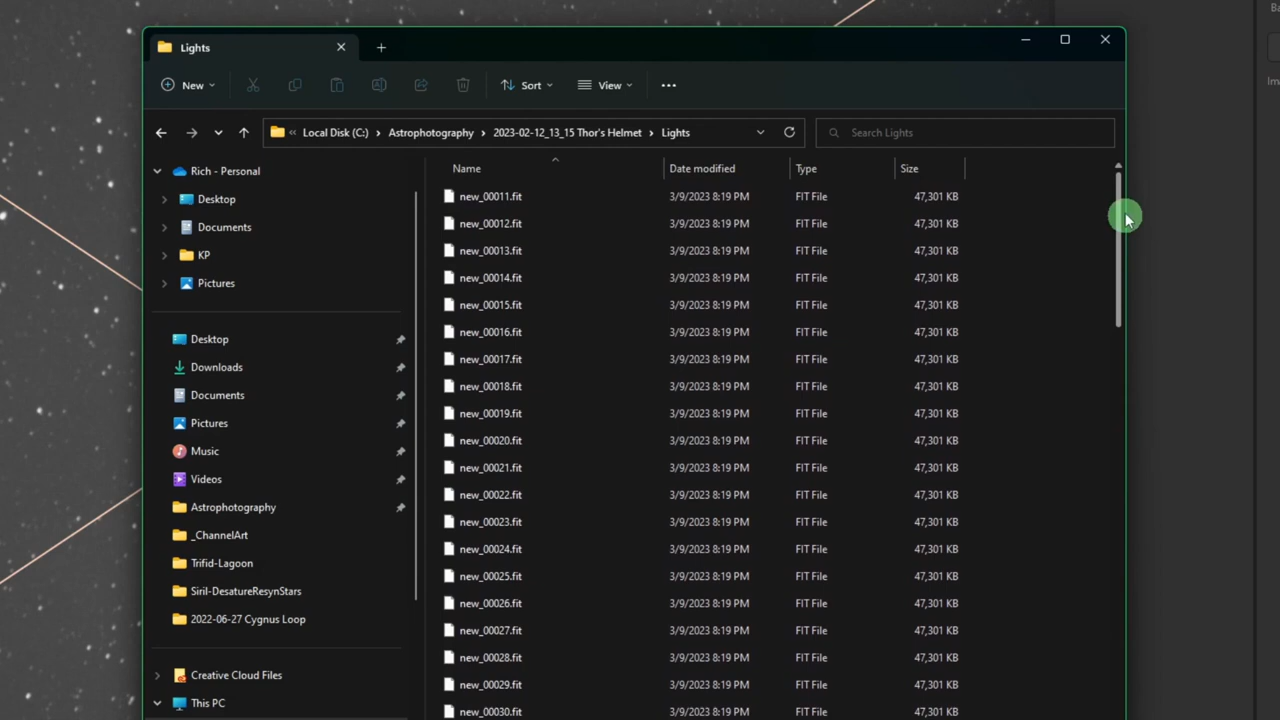 Lights
New
Sort
View
Local Disk (C:) > Astrophotography > 2023-02-12_13_15 Thor's Helmet > Lights
Search Lights
Rich - Personal
Desktop
Documents
KP
Pictures
Desktop
Downloads
Documents
Pictures
Music
Videos
Astrophotography
_ChannelArt
Trifid-Lagoon
Siril-DesatureResynStars
2022-06-27 Cygnus Loop
Creative Cloud Files
This PC
Name Date modified Type Size
new_00011.fit 3/9/2023 8:19 PM FIT File 47,301 KB
new_00012.fit 3/9/2023 8:19 PM FIT File 47,301 KB
new_00013.fit 3/9/2023 8:19 PM FIT File 47,301 KB
new_00014.fit 3/9/2023 8:19 PM FIT File 47,301 KB
new_00015.fit 3/9/2023 8:19 PM FIT File 47,301 KB
new_00016.fit 3/9/2023 8:19 PM FIT File 47,301 KB
new_00017.fit 3/9/2023 8:19 PM FIT File 47,301 KB
new_00018.fit 3/9/2023 8:19 PM FIT File 47,301 KB
new_00019.fit 3/9/2023 8:19 PM FIT File 47,301 KB
new_00020.fit 3/9/2023 8:19 PM FIT File 47,301 KB
new_00021.fit 3/9/2023 8:19 PM FIT File 47,301 KB
new_00022.fit 3/9/2023 8:19 PM FIT File 47,301 KB
new_00023.fit 3/9/2023 8:19 PM FIT File 47,301 KB
new_00024.fit 3/9/2023 8:19 PM FIT File 47,301 KB
new_00025.fit 3/9/2023 8:19 PM FIT File 47,301 KB
new_00026.fit 3/9/2023 8:19 PM FIT File 47,301 KB
new_00027.fit 3/9/2023 8:19 PM FIT File 47,301 KB
new_00028.fit 3/9/2023 8:19 PM FIT File 47,301 KB
new_00029.fit 3/9/2023 8:19 PM FIT File 47,301 KB
new_00030.fit 3/9/2023 8:19 PM FIT File 47,301 KB